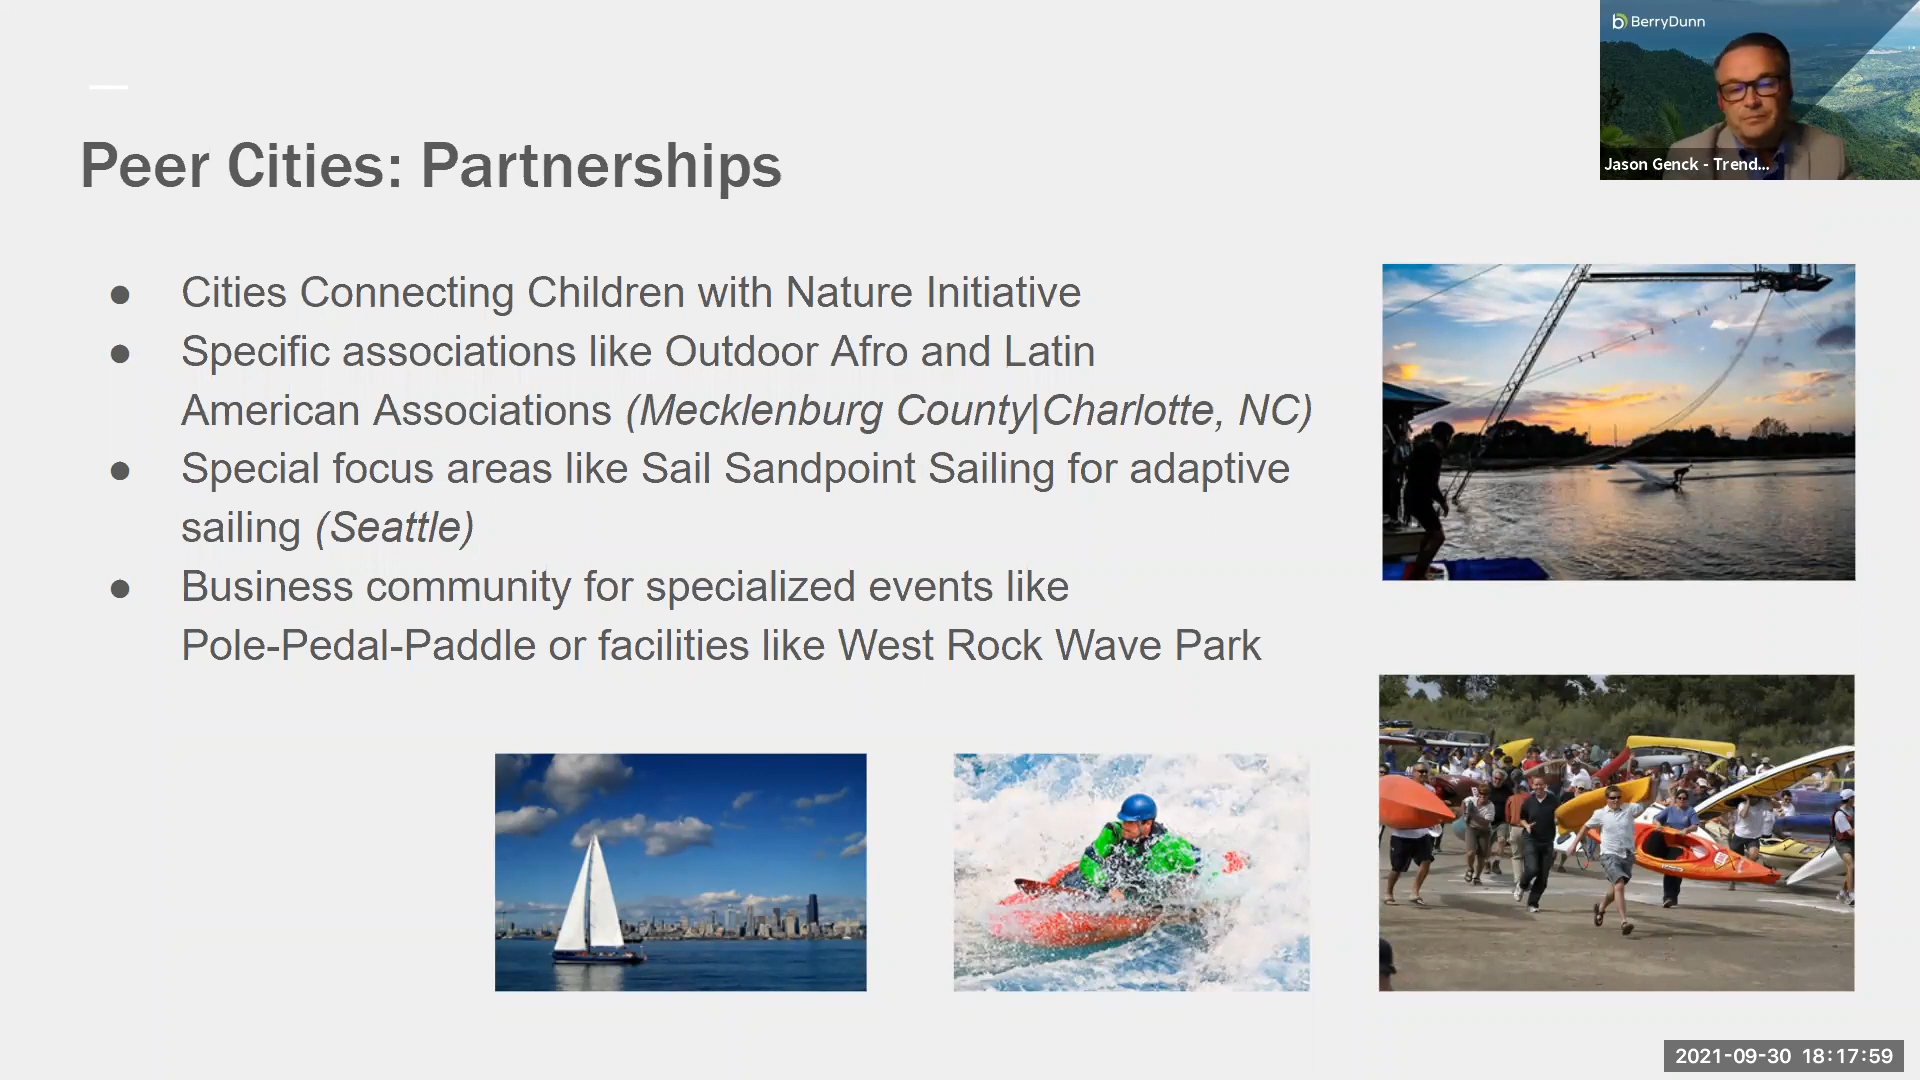 BerryDunn
Jason Genck - Trend...
Peer Cities: Partnerships
● Cities Connecting Children with Nature Initiative
● Specific associations like Outdoor Afro and Latin
American Associations (Mecklenburg County|Charlotte, NC)
● Special focus areas like Sail Sandpoint Sailing for adaptive
sailing (Seattle)
● Business community for specialized events like
Pole-Pedal-Paddle or facilities like West Rock Wave Park
2021-09-30 18:17:59